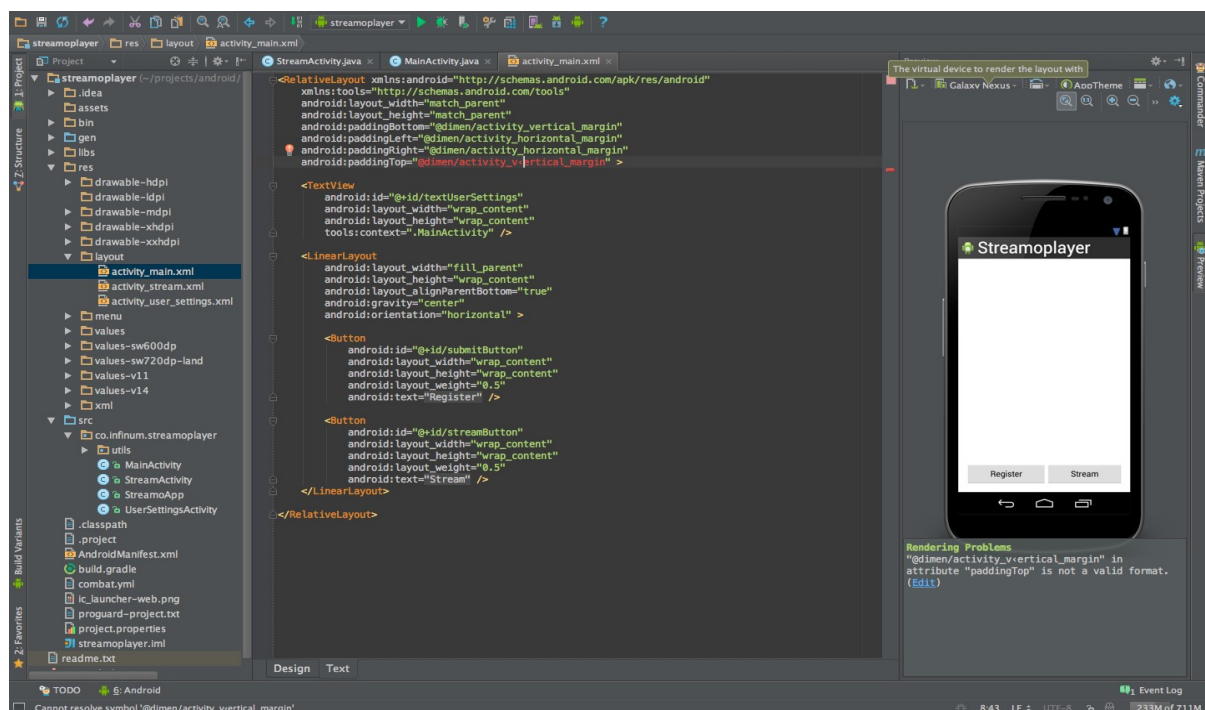 streamoplayer
streamoplayer res layout activity_main.xml
Project
StreamActivity.java × MainActivity.java × activity_main.xml ×
The virtual device to render the layout with
1: Project
Z: Structure
Build Variants
2: Favorites
streamoplayer (~/projects/android/
.idea
assets
bin
gen
libs
res
drawable-hdpi
drawable-ldpi
drawable-mdpi
drawable-xhdpi
drawable-xxhdpi
layout
activity_main.xml
activity_stream.xml
activity_user_settings.xml
menu
values
values-sw600dp
values-sw720dp-land
values-v11
values-v14
xml
src
co.infinum.streamoplayer
utils
MainActivity
StreamActivity
StreamoApp
UserSettingsActivity
.classpath
.project
AndroidManifest.xml
build.gradle
combat.yml
ic_launcher-web.png
proguard-project.txt
project.properties
streamoplayer.iml
readme.txt
<RelativeLayout xmlns:android="http://schemas.android.com/apk/res/android"
xmlns:tools="http://schemas.android.com/tools"
android:layout_width="match_parent"
android:layout_height="match_parent"
android:paddingBottom="@dimen/activity_vertical_margin"
android:paddingLeft="@dimen/activity_horizontal_margin"
android:paddingRight="@dimen/activity_horizontal_margin"
android:paddingTop="@dimen/activity_v‹ertical_margin" >
<TextView
android:id="@+id/textUserSettings"
android:layout_width="wrap_content"
android:layout_height="wrap_content"
tools:context=".MainActivity" />
<LinearLayout
android:layout_width="fill_parent"
android:layout_height="wrap_content"
android:layout_alignParentBottom="true"
android:gravity="center"
android:orientation="horizontal" >
<Button
android:id="@+id/submitButton"
android:layout_width="wrap_content"
android:layout_height="wrap_content"
android:layout_weight="0.5"
android:text="Register" />
<Button
android:id="@+id/streamButton"
android:layout_width="wrap_content"
android:layout_height="wrap_content"
android:layout_weight="0.5"
android:text="Stream" />
</LinearLayout>
</RelativeLayout>
Design Text
Galaxy Nexus AppTheme
Streamoplayer
Register Stream
Rendering Problems
"@dimen/activity_v‹ertical_margin" in
attribute "paddingTop" is not a valid format.
(Edit)
Commander
Maven Projects
Preview
TODO 6: Android
1 Event Log
Cannot resolve symbol '@dimen/activity_v‹ertical_margin'
8:43 LF UTF-8 233M of 711M